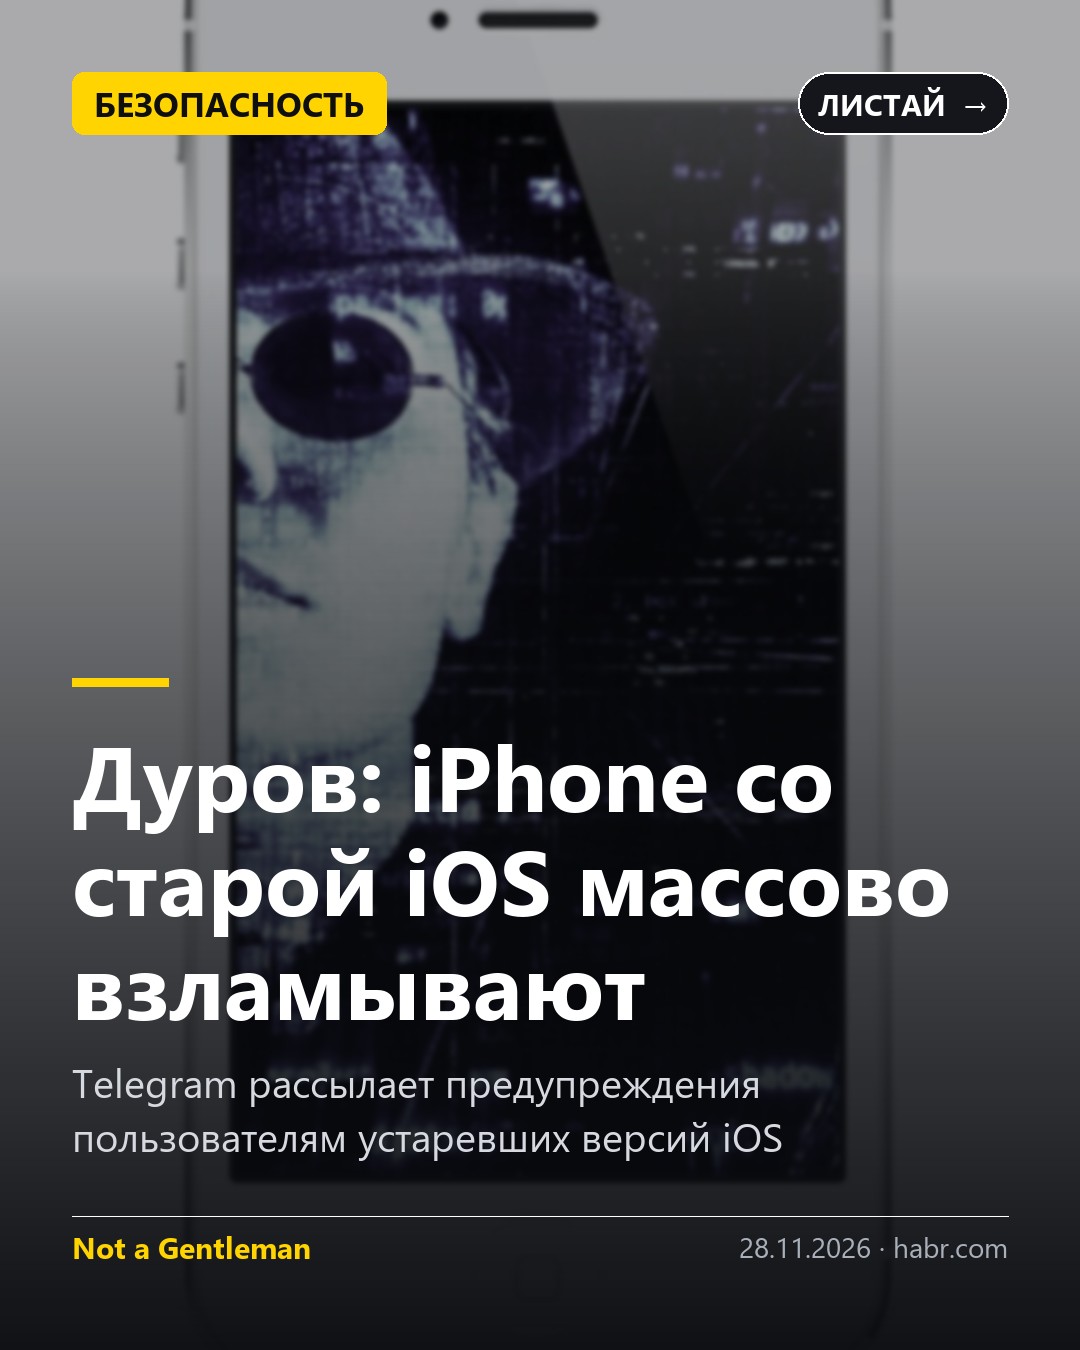 БЕЗОПАСНОСТЬ
ЛИСТАЙ →
Дуров: iPhone со
старой iOS массово
взламывают
Telegram рассылает предупреждения
пользователям устаревших версий iOS
Not a Gentleman
28.11.2026 · habr.com